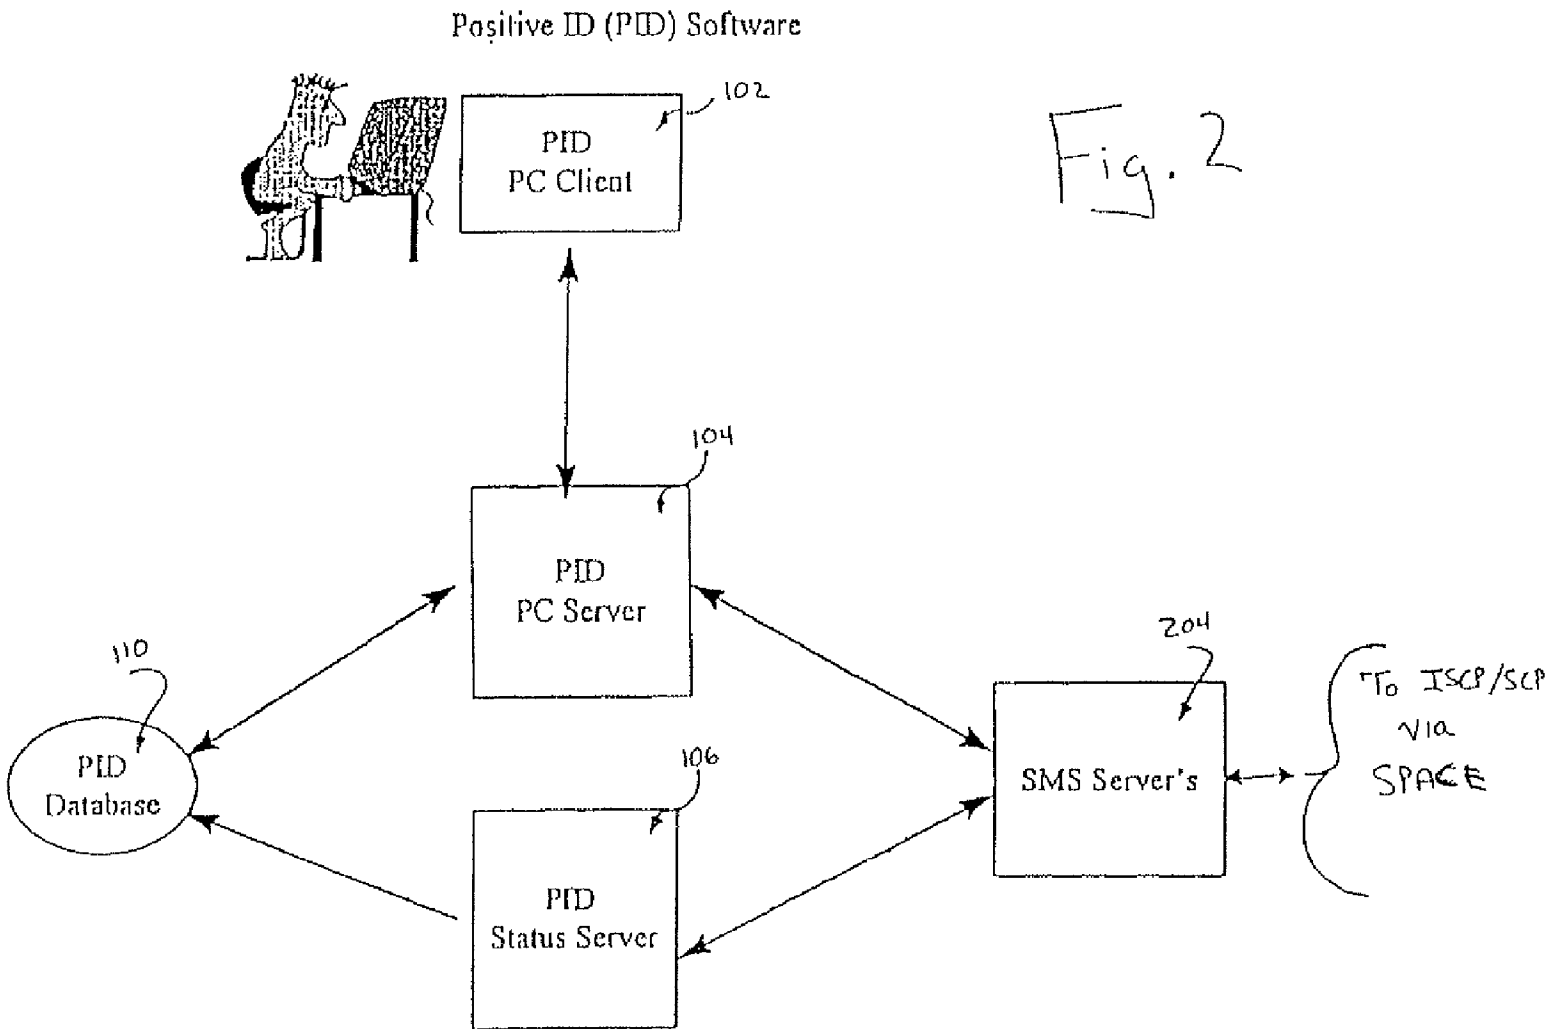 Positive ID (PID) Software
102
PID
PC Client
Fig. 2
104
PID
PC Server
110
PID
Database
204
SMS Server's
To ISCP/SCP
via
SPACE
106
PID
Status Server